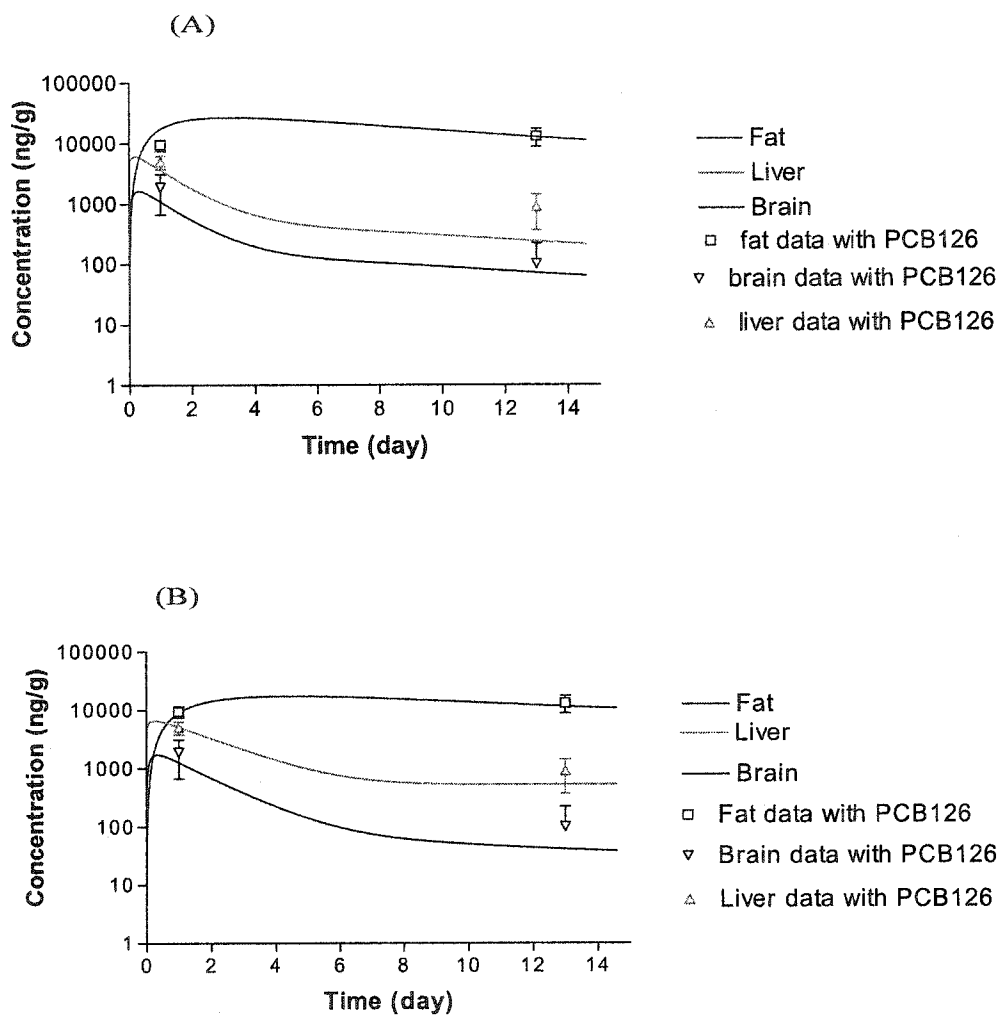 (A)
100000
10000
1000
100
10
1
0 2 4 6 8 10 12 14
Concentration (ng/g)
Time (day)
Fat
Liver
Brain
fat data with PCB126
brain data with PCB126
liver data with PCB126
(B)
100000
10000
1000
100
10
1
0 2 4 6 8 10 12 14
Concentration (ng/g)
Time (day)
Fat
Liver
Brain
Fat data with PCB126
Brain data with PCB126
Liver data with PCB126